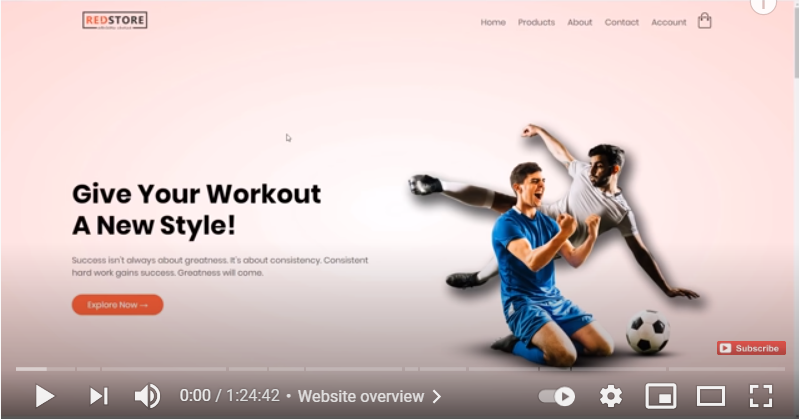 REDSTORE
Home Products About Contact Account
Give Your Workout
A New Style!
Success isn't always about greatness. It's about consistency. Consistent
hard work gains success. Greatness will come.
Explore Now →
Subscribe
0:00 / 1:24:42 • Website overview